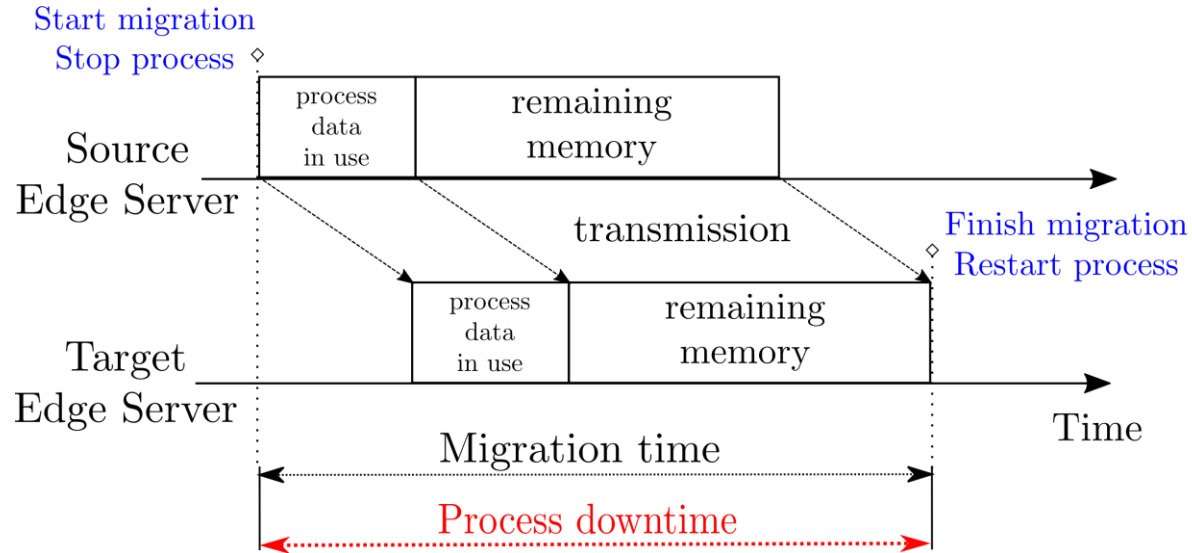 Start migration
Stop process
process
data
in use
remaining
memory
Source
Edge Server
transmission
Finish migration
Restart process
process
data
in use
remaining
memory
Target
Edge Server
Time
Migration time
Process downtime